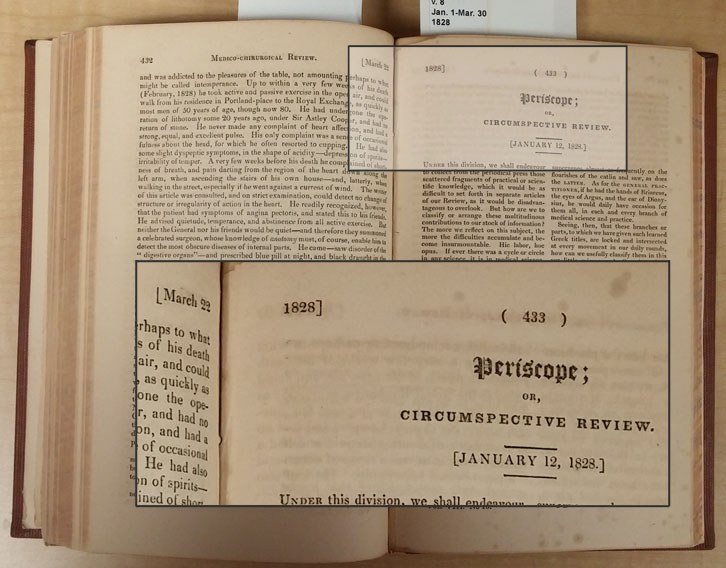 v. 8
Jan. 1-Mar. 30
1828
432 MEDICO-CHIRURGICAL REVIEW. [March 22
and was addicted to the pleasures of the table, not amounting perhaps to what
might be called intemperance. Up to within a very few weeks of his death
(February, 1828) he took active and passive exercise in the open air, and could
walk from his residence in Portland-place to the Royal Exchange, as quickly as
most men of 50 years of age, though now 80. He had undergone the ope-
ration of lithotomy some 20 years ago, under Sir Astley Cooper, and had no
return of stone. He never made any complaint of heart affection, and had a
strong, equal, and excellent pulse. His only complaint was a sense of occasional
fulness about the head, for which he often resorted to cupping. He had also
some slight dyspeptic symptoms, in the shape of acidity—depression of spirits—
irritability of temper. A very few weeks before his death he complained of short-
ness of breath, and pain darting from the region of the heart down along the
left arm, when ascending the stairs of his own house—and, latterly, when
walking in the street, especially if he went against a current of wind. The writer
of this article was consulted, and on strict examination, could detect no change of
structure or irregularity of action in the heart. He readily recognized, however,
that the patient had symptoms of angina pectoris, and stated this to his friends.
He advised quietude, temperance, and abstinence from all active exercise. But
neither the General nor his friends would be quiet—and therefore they summoned
a celebrated surgeon, whose knowledge of anatomy must, of course, enable him to
detect the most obscure diseases of internal parts. He came—saw disorder of the
"digestive organs"—and prescribed blue pill at night, and black draught in the
1828] ( 433 )
Periscope;
OR,
CIRCUMSPECTIVE REVIEW.
[JANUARY 12, 1828.]
UNDER this division, we shall endeavour
to collect from the periodical press those
scattered fragments of practical or scien-
tific knowledge, which it would be
difficult to set forth in separate articles
of our Review, as it would be disadvan-
tageous to overlook. But how are we to
classify or arrange these multitudinous
contributions to our stock of information?
The more we reflect on this subject, the
more the difficulties accumulate and be-
come insurmountable. His labor, hoc
opus. If ever there was a cycle or circle
in any science, it is in medical science
on the
flourishes of the outlin and saw, as does
the LATTER. As for the GENERAL PRAC-
TITIONER, if he had the hands of Briareus,
the eyes of Argus, and the ear of Diony-
sius, he would daily have occasion for
them all, in each and every branch of
medical science and practice.
Seeing, then, that these branches or
parts, to which we have given such learned
Greek titles, are locked and intersected
at every movement in our daily rounds,
how can we usefully classify them in this
[March 22
rhaps to what
s of his death
air, and could
, as quickly as
one the ope-
r, and had no
on, and had a
of occasional
He had also
on of spirits—
ined of short
1828] ( 433 )
Periscope;
OR,
CIRCUMSPECTIVE REVIEW.
[JANUARY 12, 1828.]
UNDER this division, we shall endeavour